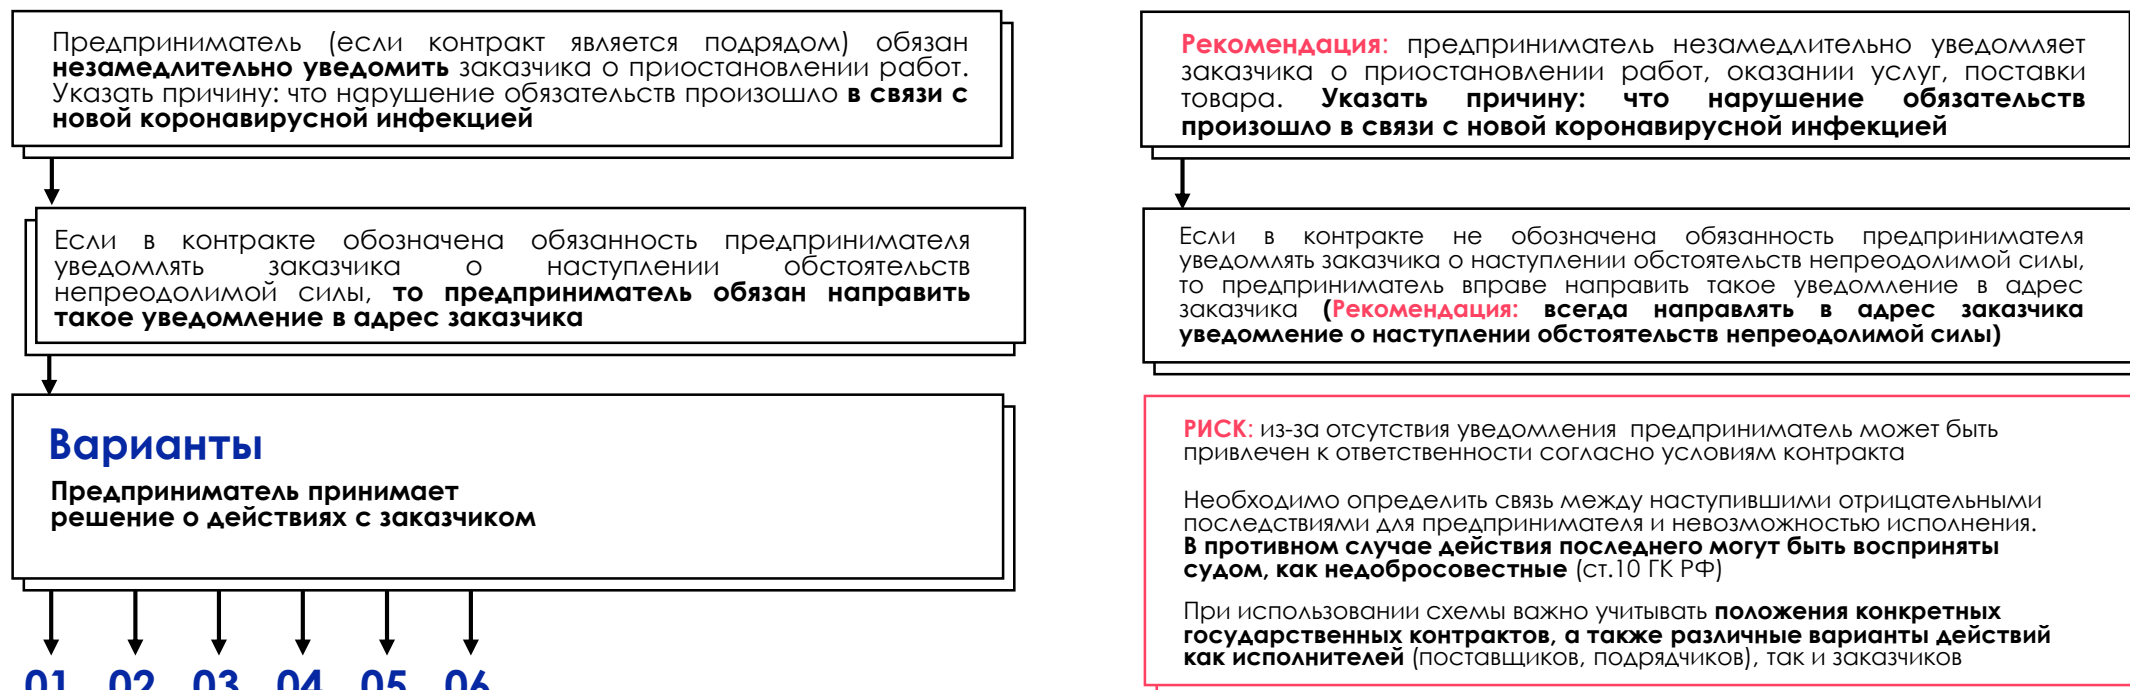 Предприниматель (если контракт является подрядом) обязан
незамедлительно уведомить заказчика о приостановлении работ.
Указать причину: что нарушение обязательств произошло в связи с
новой коронавирусной инфекцией
Если в контракте обозначена обязанность предпринимателя
уведомлять заказчика о наступлении обстоятельств
непреодолимой силы, то предприниматель обязан направить
такое уведомление в адрес заказчика
Варианты
Предприниматель принимает
решение о действиях с заказчиком
01 02 03 04 05 06
Рекомендация: предприниматель незамедлительно уведомляет
заказчика о приостановлении работ, оказании услуг, поставки
товара. Указать причину: что нарушение обязательств
произошло в связи с новой коронавирусной инфекцией
Если в контракте не обозначена обязанность предпринимателя
уведомлять заказчика о наступлении обстоятельств непреодолимой силы,
то предприниматель вправе направить такое уведомление в адрес
заказчика (Рекомендация: всегда направлять в адрес заказчика
уведомление о наступлении обстоятельств непреодолимой силы)
РИСК: из-за отсутствия уведомления предприниматель может быть
привлечен к ответственности согласно условиям контракта
Необходимо определить связь между наступившими отрицательными
последствиями для предпринимателя и невозможностью исполнения.
В противном случае действия последнего могут быть восприняты
судом, как недобросовестные (ст.10 ГК РФ)
При использовании схемы важно учитывать положения конкретных
государственных контрактов, а также различные варианты действий
как исполнителей (поставщиков, подрядчиков), так и заказчиков